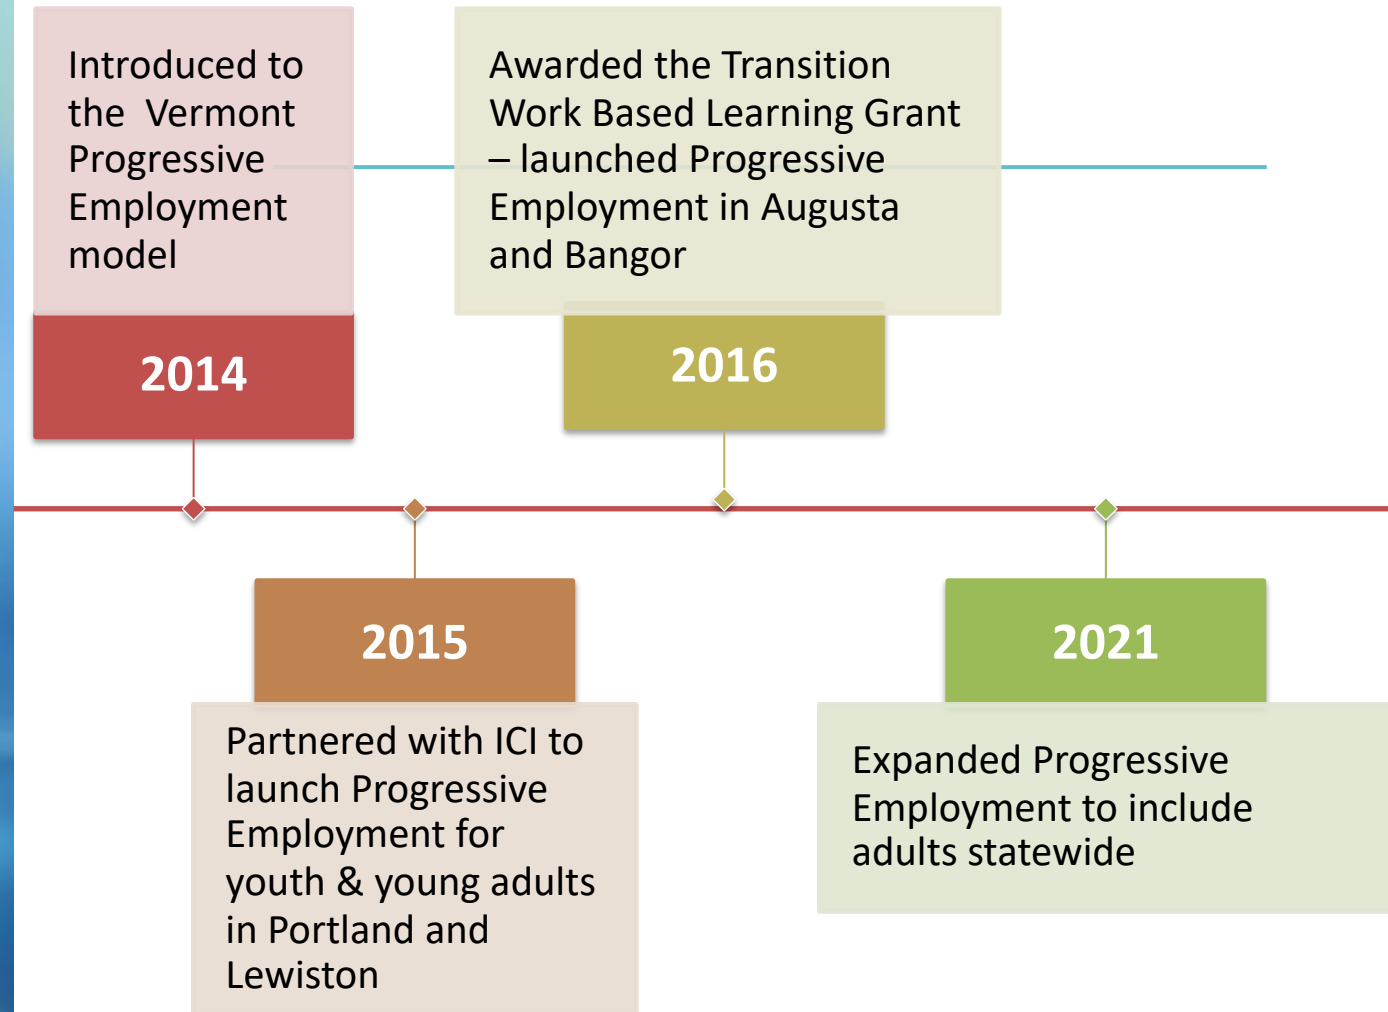 Introduced to
the  Vermont
Progressive
Employment
model
2014
Partnered with ICI to
launch Progressive
Employment for
youth & young adults
in Portland and
Lewiston
2015
Awarded the Transition
Work Based Learning Grant
– launched Progressive
Employment in Augusta
and Bangor
2016
2021
Expanded Progressive
Employment to include
adults statewide